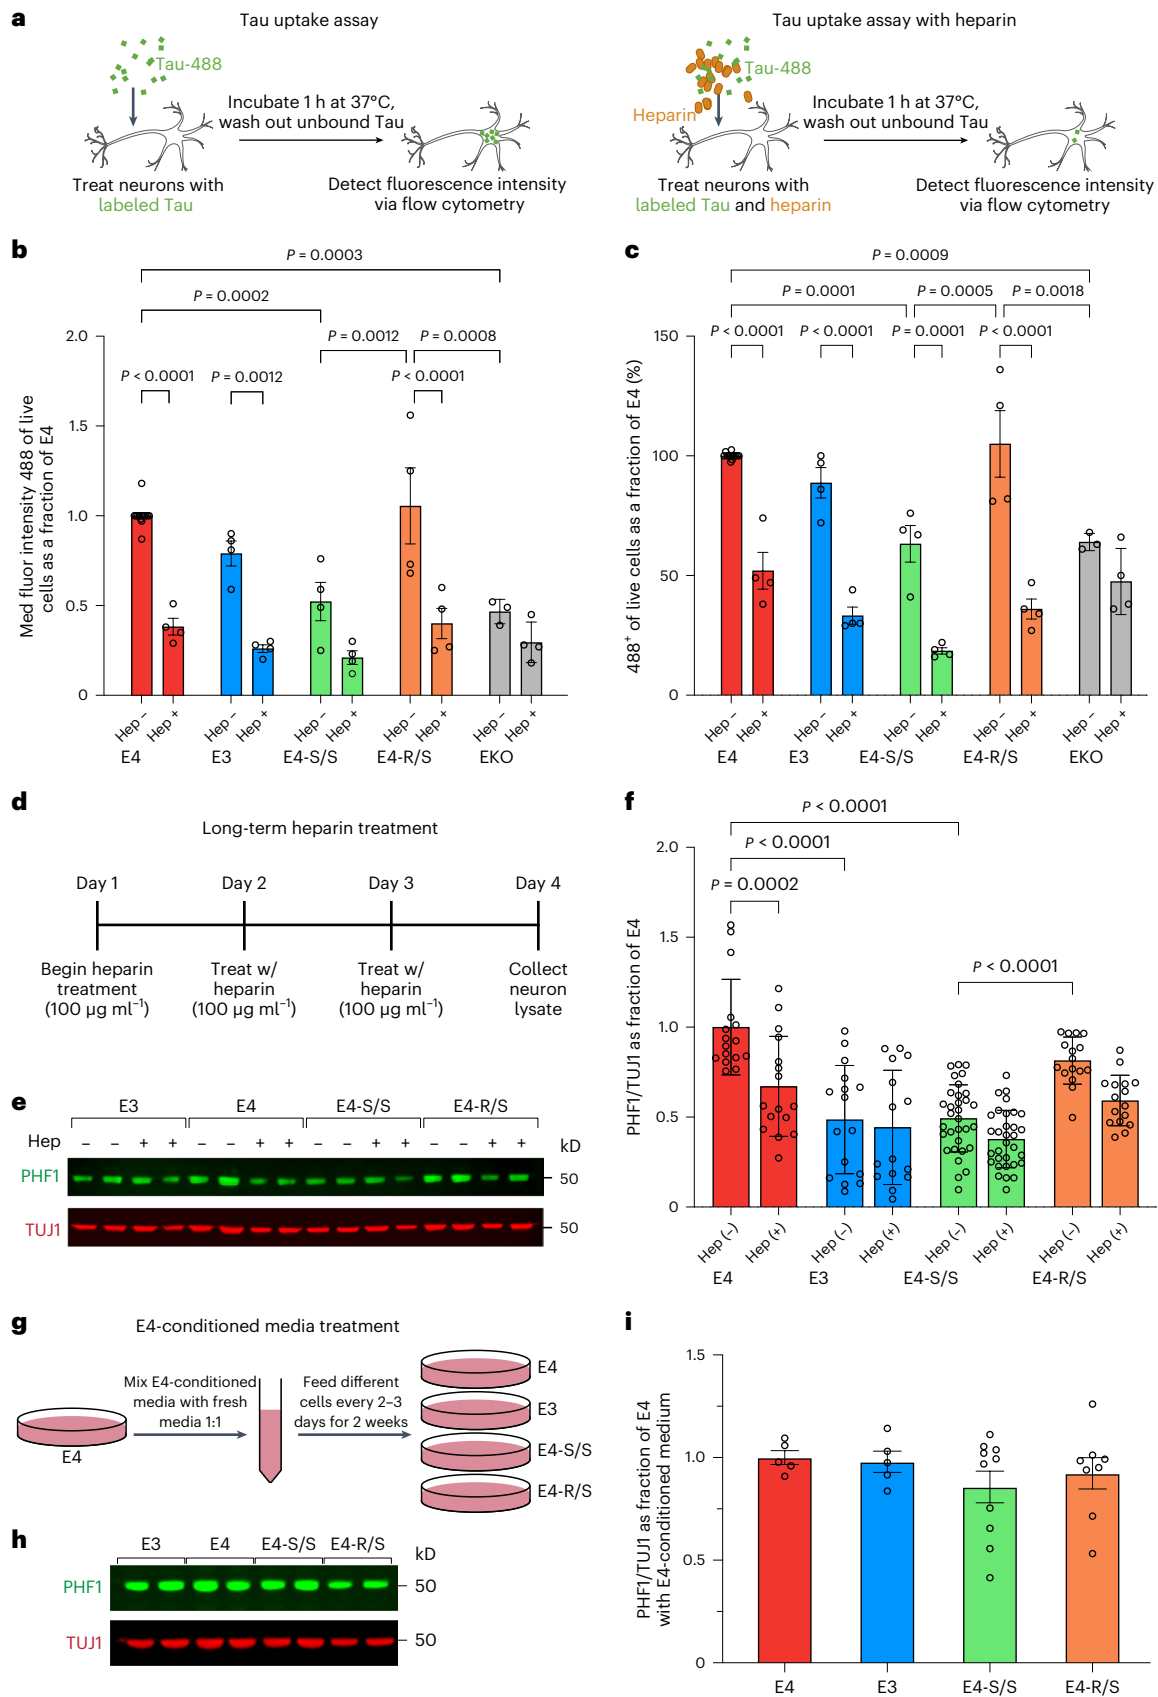 a
Tau uptake assay
Tau-488
Incubate 1 h at 37°C,
wash out unbound Tau
Treat neurons with
labeled Tau
Detect fluorescence intensity
via flow cytometry
Tau uptake assay with heparin
Tau-488
Heparin
Incubate 1 h at 37°C,
wash out unbound Tau
Treat neurons with
labeled Tau and heparin
Detect fluorescence intensity
via flow cytometry
b
P = 0.0003
P = 0.0002
P = 0.0012
P = 0.0008
P < 0.0001
P = 0.0012
P < 0.0001
Med fluor intensity 488 of live
cells as a fraction of E4
2.0
1.5
1.0
0.5
0
Hep −
Hep +
Hep −
Hep +
Hep −
Hep +
Hep −
Hep +
Hep −
Hep +
E4
E3
E4-S/S
E4-R/S
EKO
c
P = 0.0009
P = 0.0001
P = 0.0005
P = 0.0018
P < 0.0001
P < 0.0001
P = 0.0001
P < 0.0001
488⁺ of live cells as a fraction of E4 (%)
150
100
50
0
Hep −
Hep +
Hep −
Hep +
Hep −
Hep +
Hep −
Hep +
Hep −
Hep +
E4
E3
E4-S/S
E4-R/S
EKO
d
Long-term heparin treatment
Day 1
Day 2
Day 3
Day 4
Begin heparin
treatment
(100 µg ml⁻¹)
Treat w/
heparin
(100 µg ml⁻¹)
Treat w/
heparin
(100 µg ml⁻¹)
Collect
neuron
lysate
e
E3
E4
E4-S/S
E4-R/S
Hep − − + + − − + + − − + + − − + +
kD
PHF1
50
TUJ1
50
f
P < 0.0001
P < 0.0001
P = 0.0002
P < 0.0001
PHF1/TUJ1 as fraction of E4
2.0
1.5
1.0
0.5
0
Hep (-)
Hep (+)
Hep (-)
Hep (+)
Hep (-)
Hep (+)
Hep (-)
Hep (+)
E4
E3
E4-S/S
E4-R/S
g
E4-conditioned media treatment
E4
Mix E4-conditioned
media with fresh
media 1:1
Feed different
cells every 2–3
days for 2 weeks
E4
E3
E4-S/S
E4-R/S
h
E3
E4
E4-S/S
E4-R/S
kD
PHF1
50
TUJ1
50
i
PHF1/TUJ1 as fraction of E4
with E4-conditioned medium
1.5
1.0
0.5
0
E4
E3
E4-S/S
E4-R/S